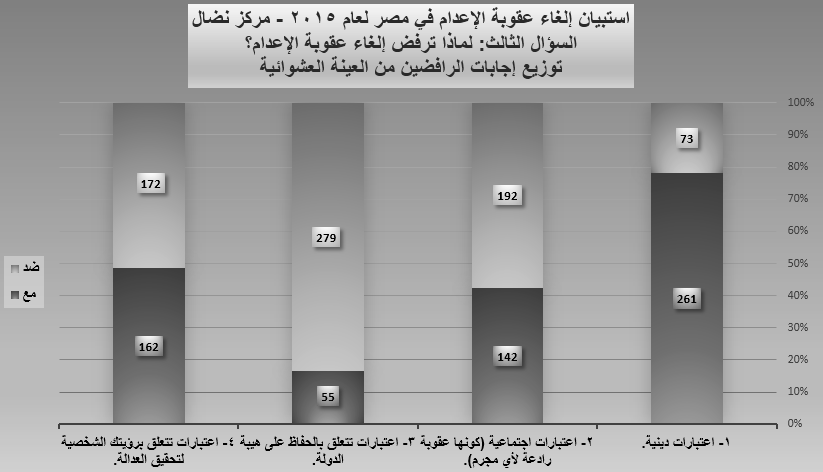 استبيان إلغاء عقوبة الإعدام في مصر لعام ٢٠١٥ - مركز نضال
السؤال الثالث: لماذا ترفض إلغاء عقوبة الإعدام؟
توزيع إجابات الرافضين من العينة العشوائية
100%
90%
80%
70%
60%
50%
40%
30%
20%
10%
0%
73
261
192
142
279
55
172
162
ضد
مع
١- اعتبارات دينية.
٢- اعتبارات اجتماعية (كونها عقوبة
رادعة لأي مجرم).
٣- اعتبارات تتعلق بالحفاظ على هيبة
الدولة.
٤- اعتبارات تتعلق برؤيتك الشخصية
لتحقيق العدالة.